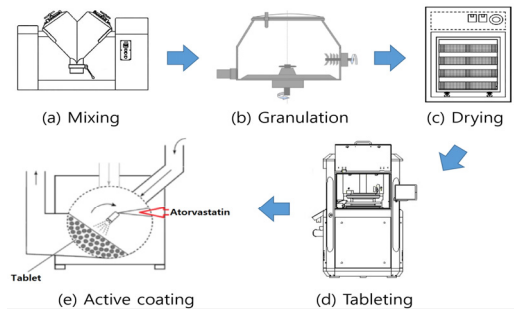 (a) Mixing
(b) Granulation
(c) Drying
Atorvastatin
Tablet
(e) Active coating
(d) Tableting